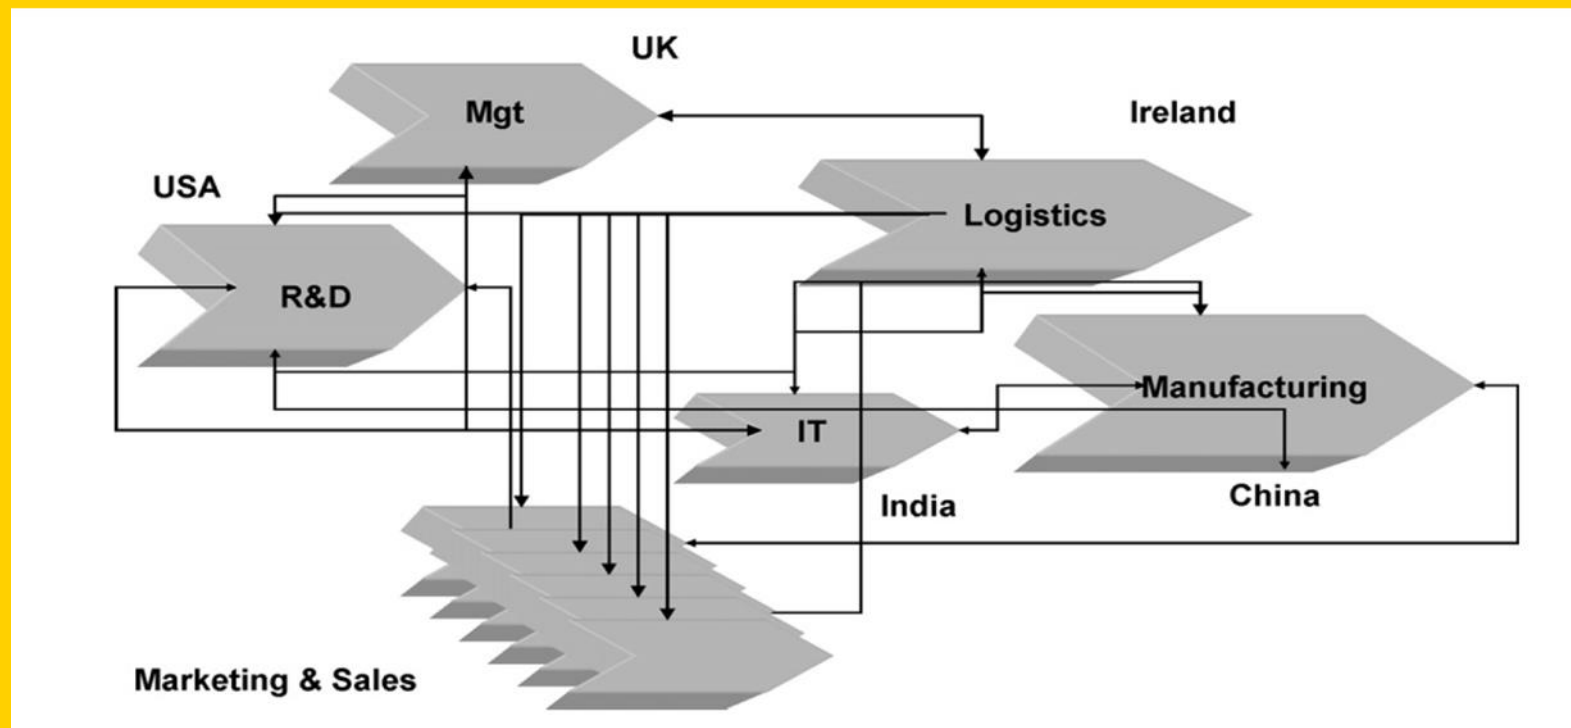 UK
Mgt
Ireland
USA
Logistics
R&D
Manufacturing
IT
China
India
Marketing & Sales